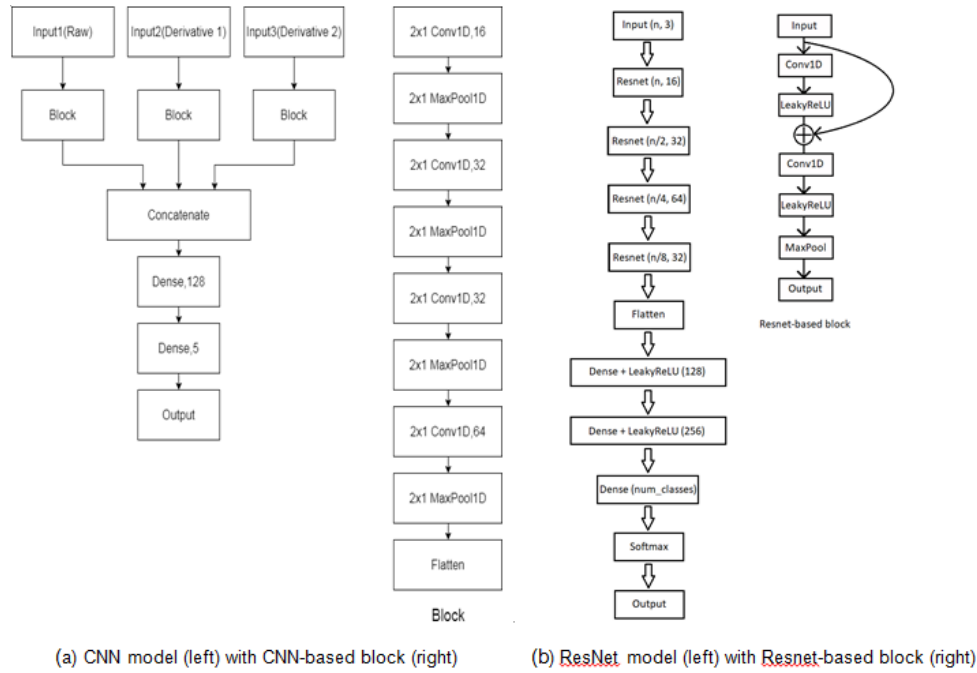 Input1(Raw)
Input2(Derivative 1)
Input3(Derivative 2)
Block
Block
Block
Concatenate
Dense,128
Dense,5
Output
2x1 Conv1D,16
2x1 MaxPool1D
2x1 Conv1D,32
2x1 MaxPool1D
2x1 Conv1D,32
2x1 MaxPool1D
2x1 Conv1D,64
2x1 MaxPool1D
Flatten
Block
(a) CNN model (left) with CNN-based block (right)
Input (n, 3)
Resnet (n, 16)
Resnet (n/2, 32)
Resnet (n/4, 64)
Resnet (n/8, 32)
Flatten
Dense + LeakyReLU (128)
Dense + LeakyReLU (256)
Dense (num_classes)
Softmax
Output
Input
Conv1D
LeakyReLU
Conv1D
LeakyReLU
MaxPool
Output
Resnet-based block
(b) ResNet model (left) with Resnet-based block (right)